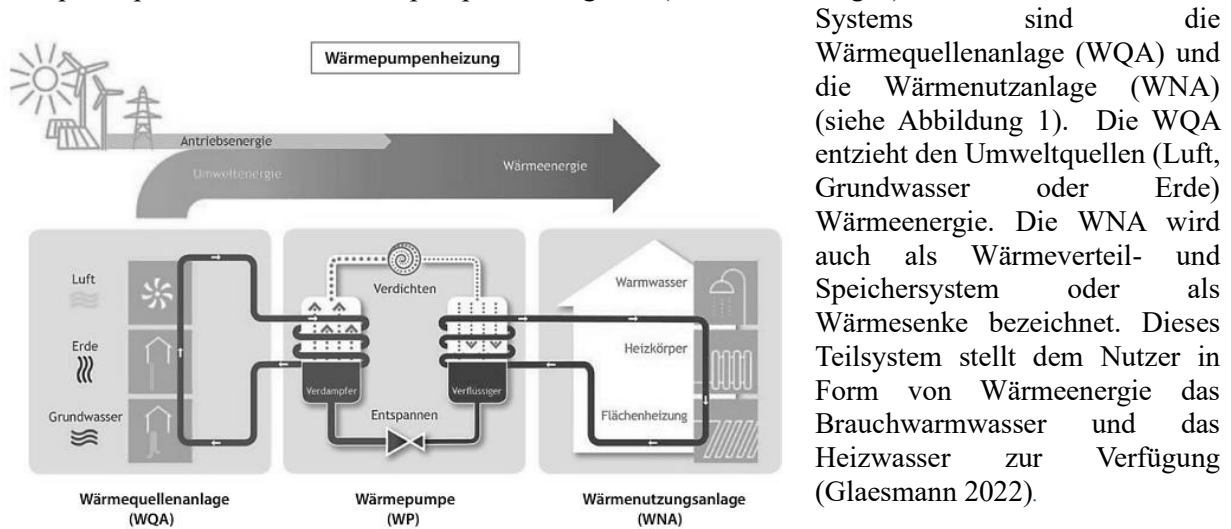 Systems sind die
Wärmequellenanlage (WQA) und
die Wärmenutzanlage (WNA)
(siehe Abbildung 1). Die WQA
entzieht den Umweltquellen (Luft,
Grundwasser oder Erde)
Wärmeenergie. Die WNA wird
auch als Wärmeverteil- und
Speichersystem oder als
Wärmesenke bezeichnet. Dieses
Teilsystem stellt dem Nutzer in
Form von Wärmeenergie das
Brauchwarmwasser und das
Heizwasser zur Verfügung
(Glaesmann 2022).
Wärmepumpenheizung
Antriebsenergie
Umweltenergie
Wärmeenergie
Luft
Erde
Grundwasser
Verdichten
Verdampfer
Verflüssiger
Entspannen
Warmwasser
Heizkörper
Flächenheizung
Wärmequellenanlage
(WQA)
Wärmepumpe
(WP)
Wärmenutzungsanlage
(WNA)